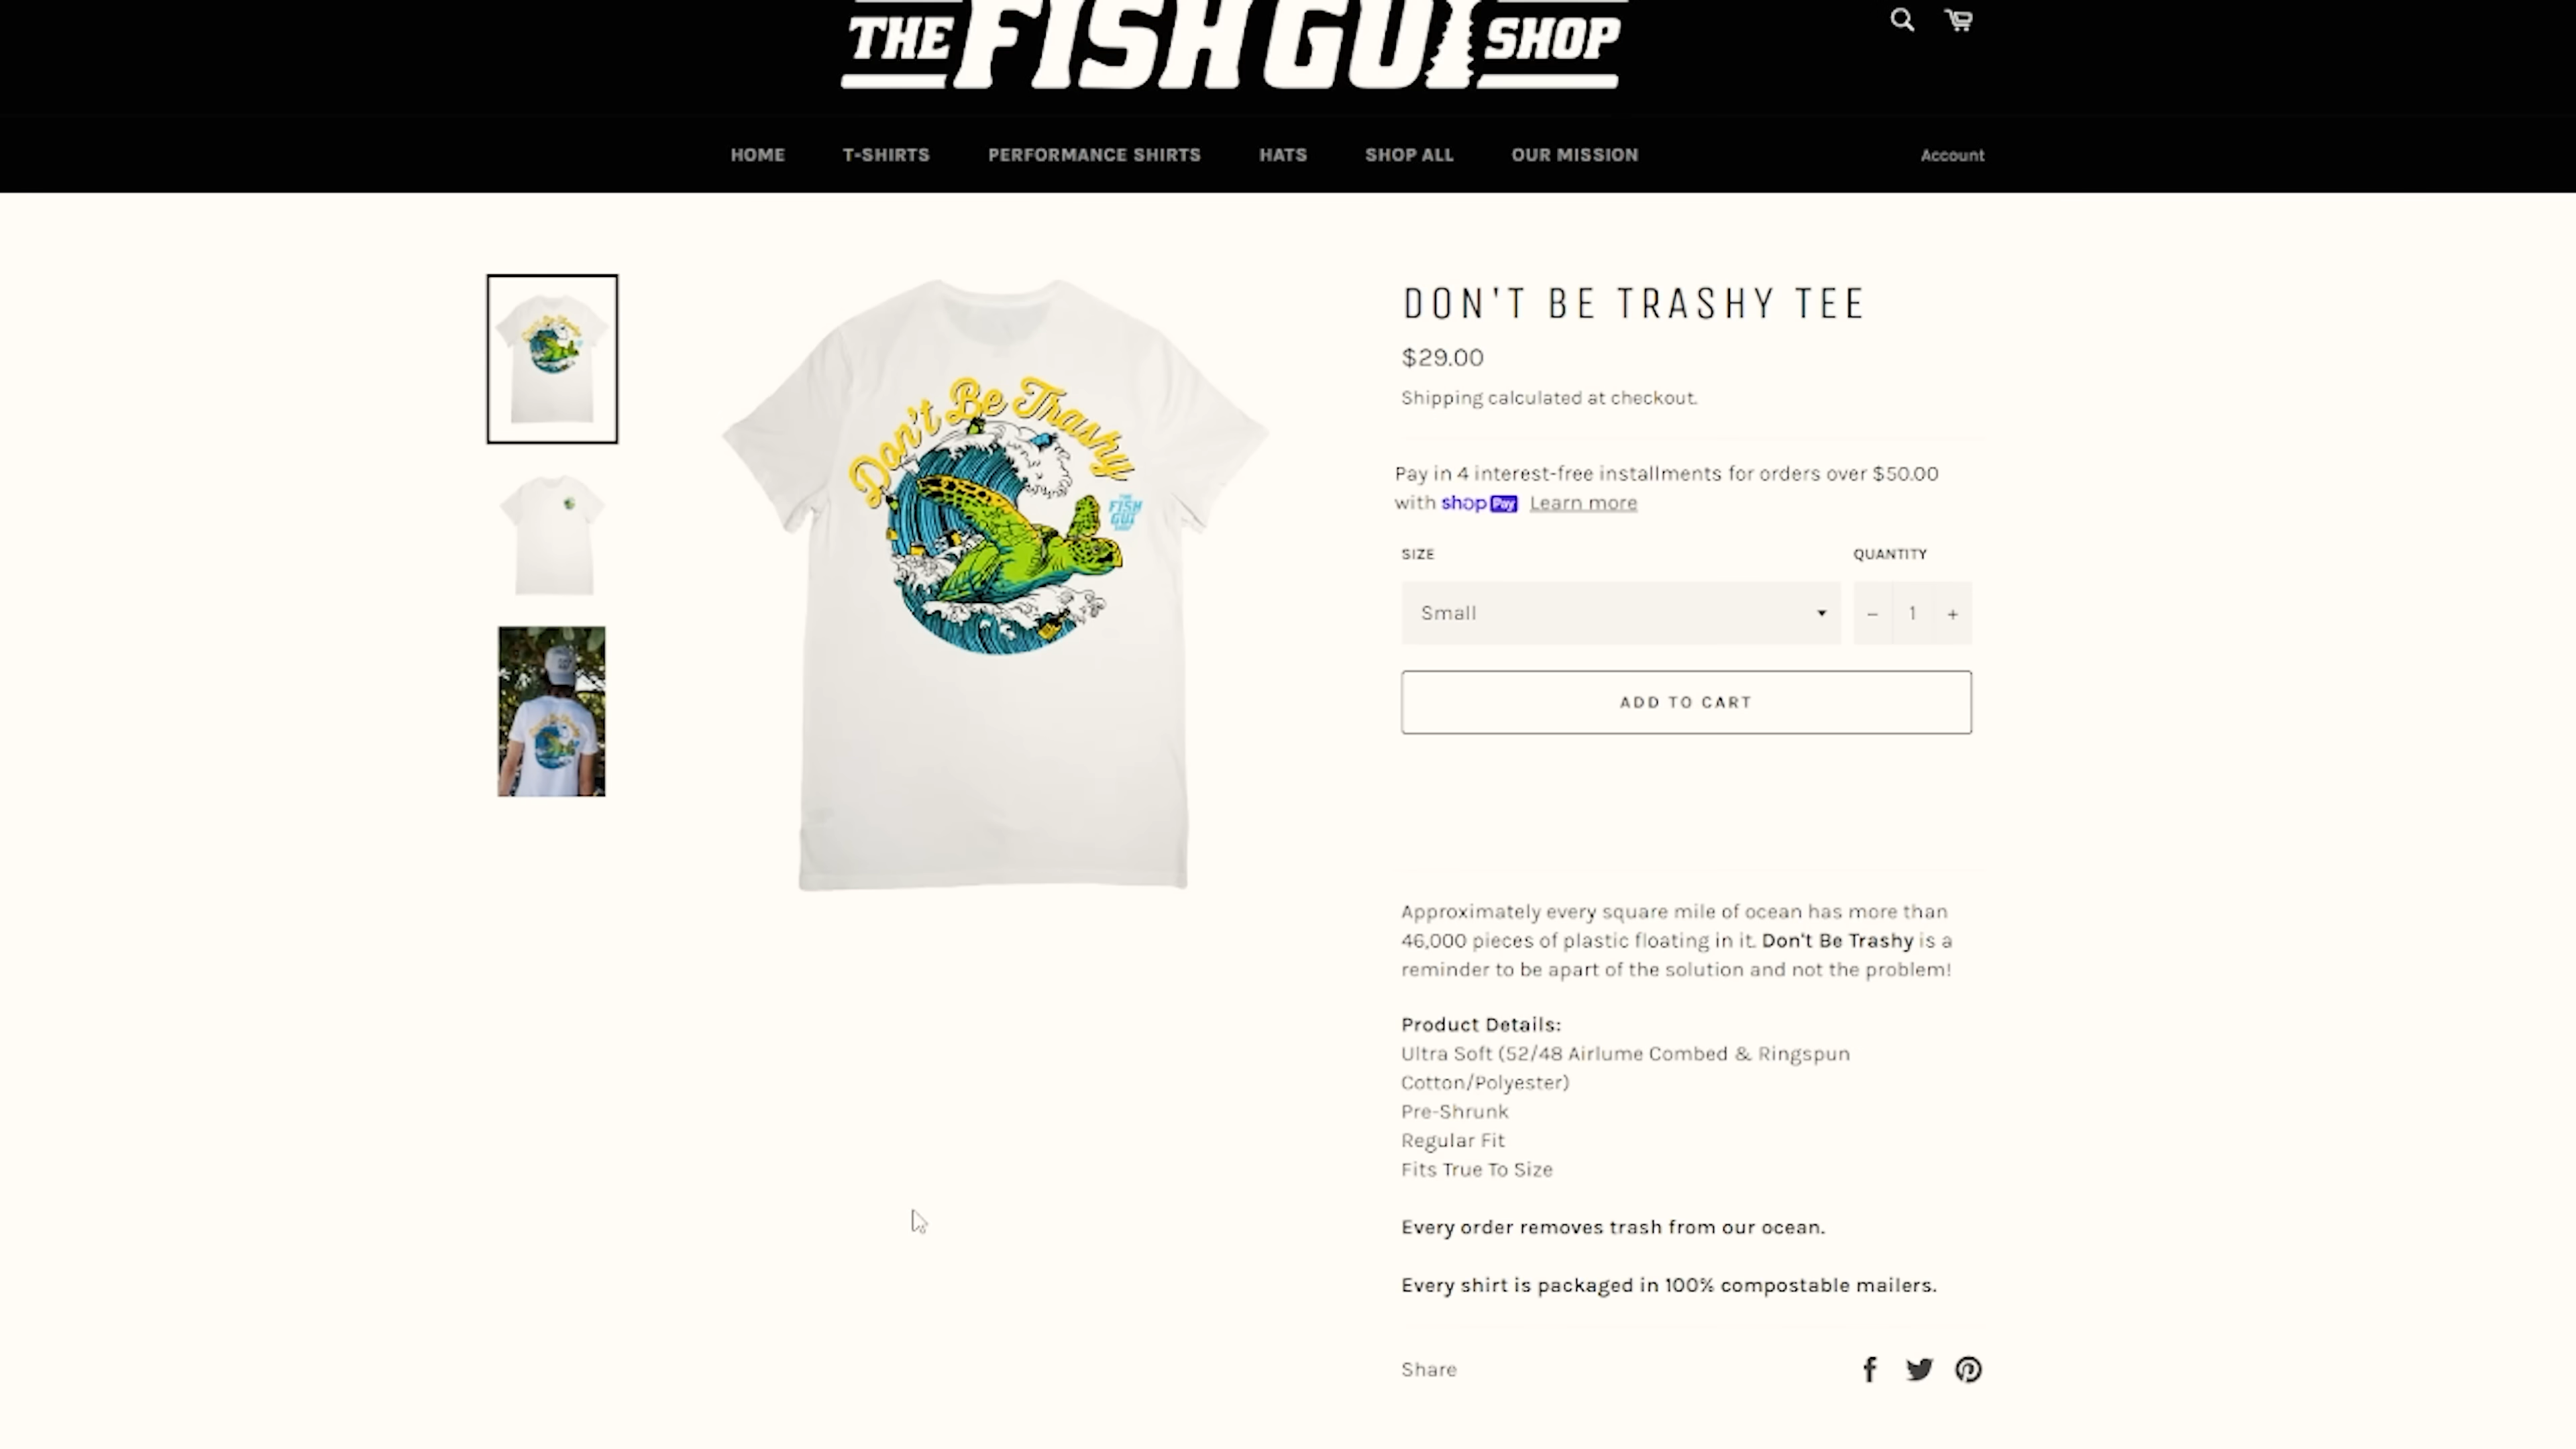 THE FISH GUI SHOP
HOME T-SHIRTS PERFORMANCE SHIRTS HATS SHOP ALL OUR MISSION Account
Don't Be Trashy
THE
FISH
GUI
SHOP
DON'T BE TRASHY TEE
$29.00
Shipping calculated at checkout.
Pay in 4 interest-free installments for orders over $50.00
with shop Pay Learn more
SIZE QUANTITY
Small − 1 +
ADD TO CART
Approximately every square mile of ocean has more than
46,000 pieces of plastic floating in it. Don't Be Trashy is a
reminder to be apart of the solution and not the problem!
Product Details:
Ultra Soft (52/48 Airlume Combed & Ringspun
Cotton/Polyester)
Pre-Shrunk
Regular Fit
Fits True To Size
Every order removes trash from our ocean.
Every shirt is packaged in 100% compostable mailers.
Share